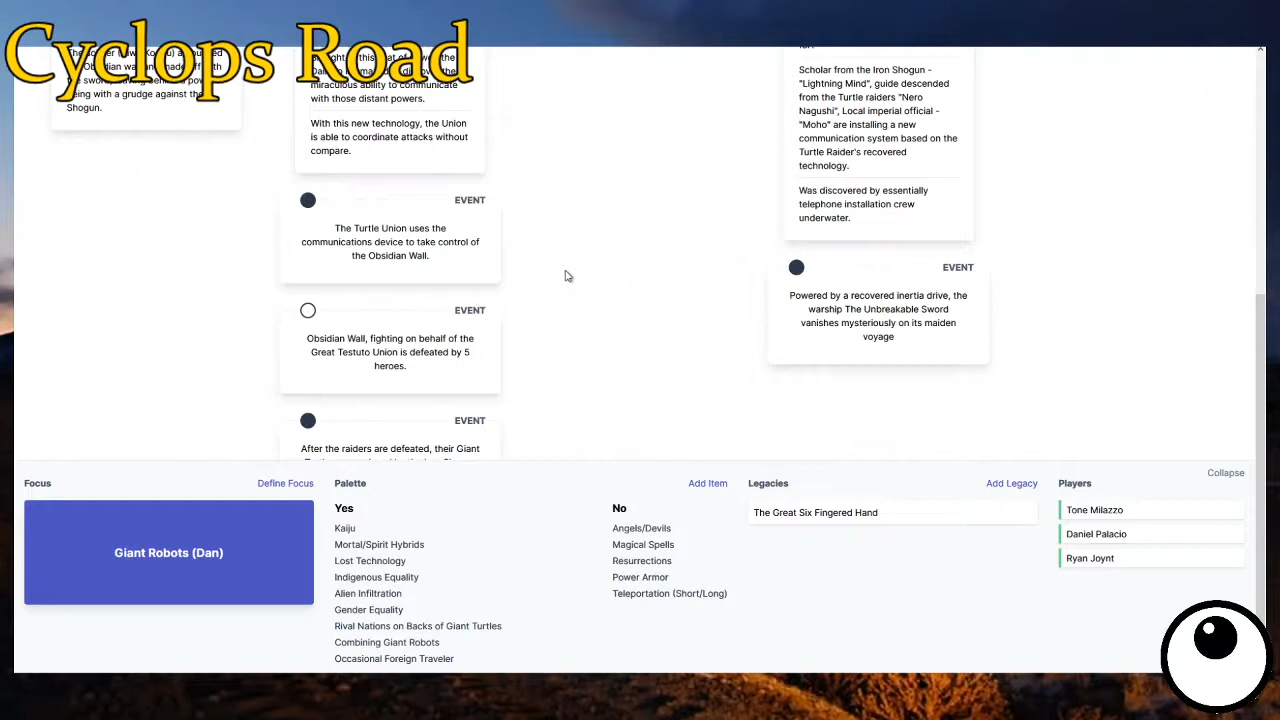 Cyclops Road
the Obsidian
the sword
being with a grudge against the
Shogun.
miraculous ability to communicate
with those distant powers.
With this new technology, the Union
is able to coordinate attacks without
compare.
EVENT
The Turtle Union uses the
communications device to take control of
the Obsidian Wall.
EVENT
Obsidian Wall, fighting on behalf of the
Great Testuto Union is defeated by 5
heroes.
EVENT
After the raiders are defeated, their Giant
Scholar from the Iron Shogun -
"Lightning Mind", guide descended
from the Turtle raiders "Nero
Nagushi", Local imperial official -
"Moho" are installing a new
communication system based on the
Turtle Raider's recovered
technology.
Was discovered by essentially
telephone installation crew
underwater.
EVENT
Powered by a recovered inertia drive, the
warship The Unbreakable Sword
vanishes mysteriously on its maiden
voyage
Collapse
Focus
Define Focus
Giant Robots (Dan)
Palette
Add Item
Yes
Kaiju
Mortal/Spirit Hybrids
Lost Technology
Indigenous Equality
Alien Infiltration
Gender Equality
Rival Nations on Backs of Giant Turtles
Combining Giant Robots
Occasional Foreign Traveler
No
Angels/Devils
Magical Spells
Resurrections
Power Armor
Teleportation (Short/Long)
Legacies
Add Legacy
The Great Six Fingered Hand
Players
Tone Milazzo
Daniel Palacio
Ryan Joynt